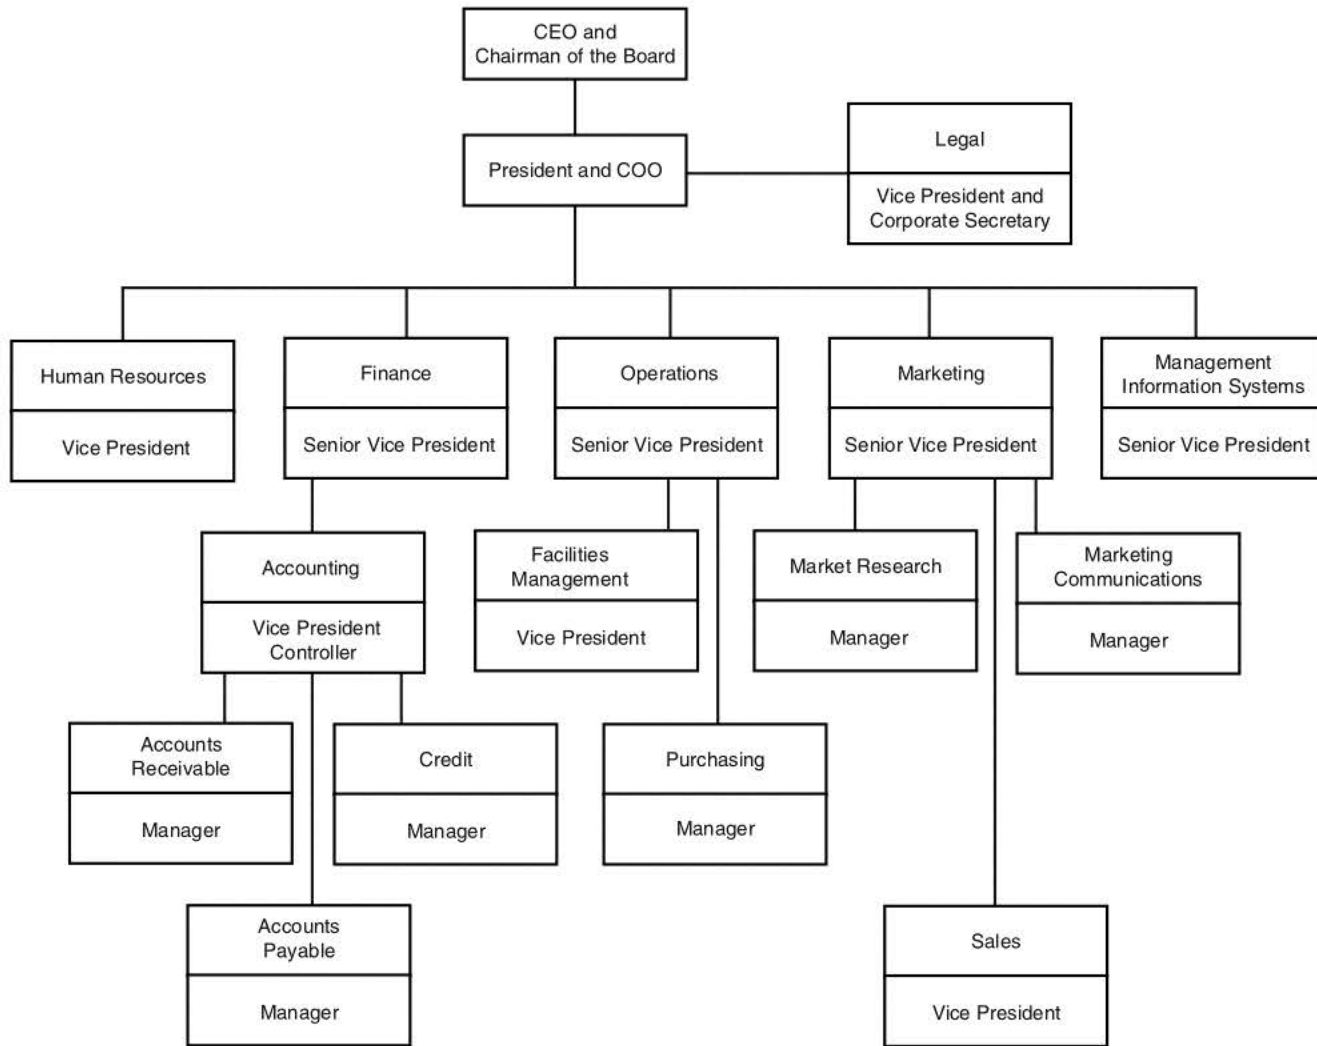 CEO and
Chairman of the Board
President and COO
Legal
Vice President and
Corporate Secretary
Human Resources
Vice President
Finance
Senior Vice President
Operations
Senior Vice President
Marketing
Senior Vice President
Management
Information Systems
Senior Vice President
Accounting
Vice President
Controller
Facilities
Management
Vice President
Market Research
Manager
Marketing
Communications
Manager
Accounts
Receivable
Manager
Credit
Manager
Purchasing
Manager
Accounts
Payable
Manager
Sales
Vice President